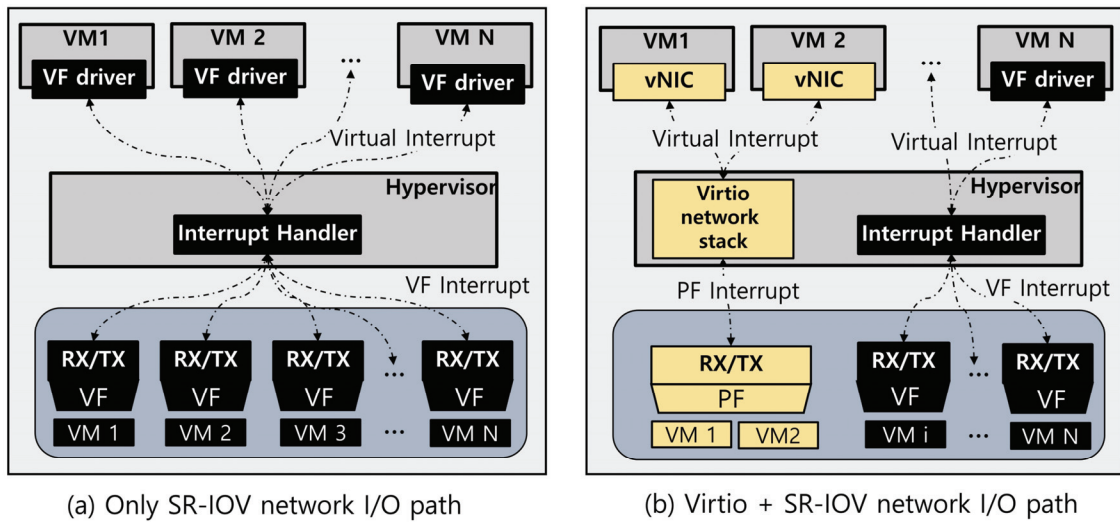 VM1
VM 2
...
VM N
VF driver
VF driver
VF driver
Virtual Interrupt
Hypervisor
Interrupt Handler
VF Interrupt
RX/TX
RX/TX
RX/TX
...
RX/TX
VF
VF
VF
VF
VM 1
VM 2
VM 3
...
VM N
(a) Only SR-IOV network I/O path
VM1
VM 2
...
VM N
vNIC
vNIC
VF driver
Virtual Interrupt
Virtual Interrupt
Hypervisor
Virtio
network
stack
Interrupt Handler
PF Interrupt
VF Interrupt
RX/TX
RX/TX
...
RX/TX
PF
VF
VF
VM 1
VM2
VM i
...
VM N
(b) Virtio + SR-IOV network I/O path